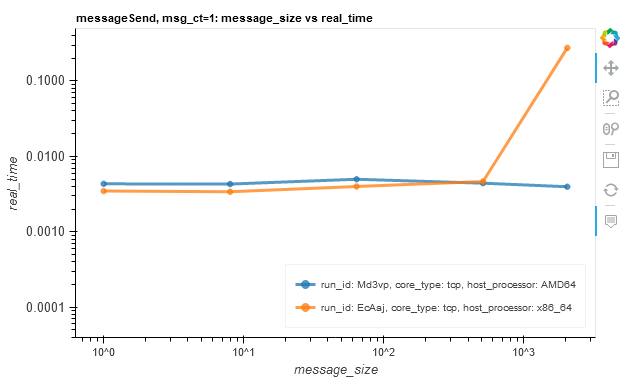 messageSend, msg_ct=1: message_size vs real_time
0.1000
0.0100
0.0010
0.0001
real_time
run_id: Md3vp, core_type: tcp, host_processor: AMD64
run_id: EcAaj, core_type: tcp, host_processor: x86_64
10^0
10^1
10^2
10^3
message_size